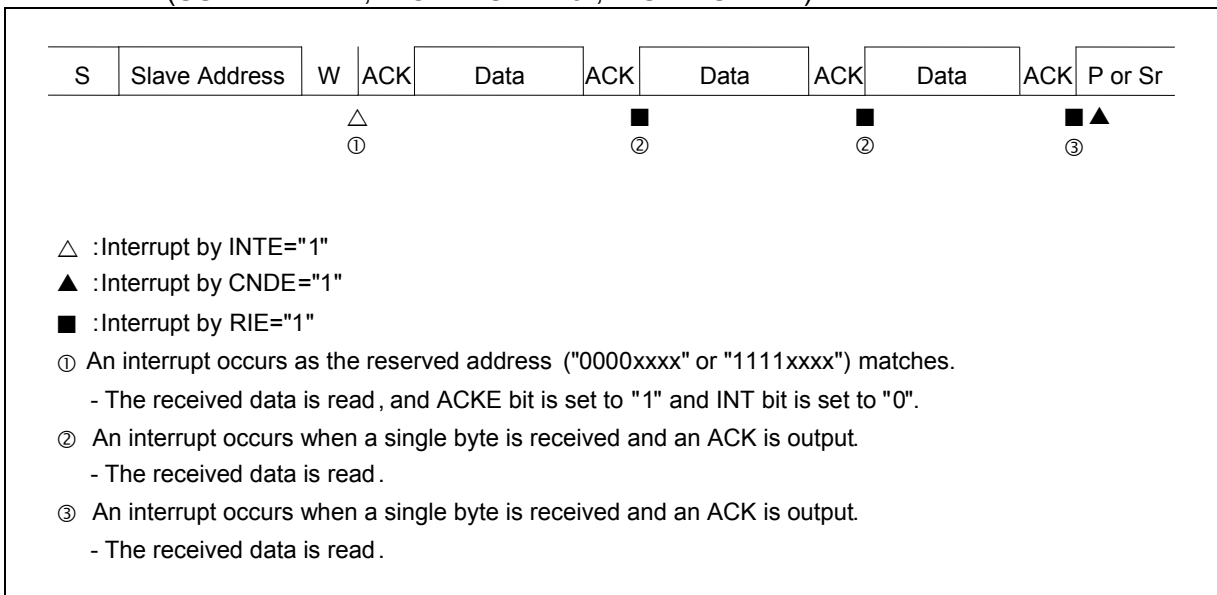 S Slave Address W ACK Data ACK Data ACK Data ACK P or Sr
△ ■ ■ ■ ▲
① ② ② ③
△ :Interrupt by INTE="1"
▲ :Interrupt by CNDE="1"
■ :Interrupt by RIE="1"
① An interrupt occurs as the reserved address ("0000xxxx" or "1111xxxx") matches.
- The received data is read, and ACKE bit is set to "1" and INT bit is set to "0".
② An interrupt occurs when a single byte is received and an ACK is output.
- The received data is read.
③ An interrupt occurs when a single byte is received and an ACK is output.
- The received data is read.